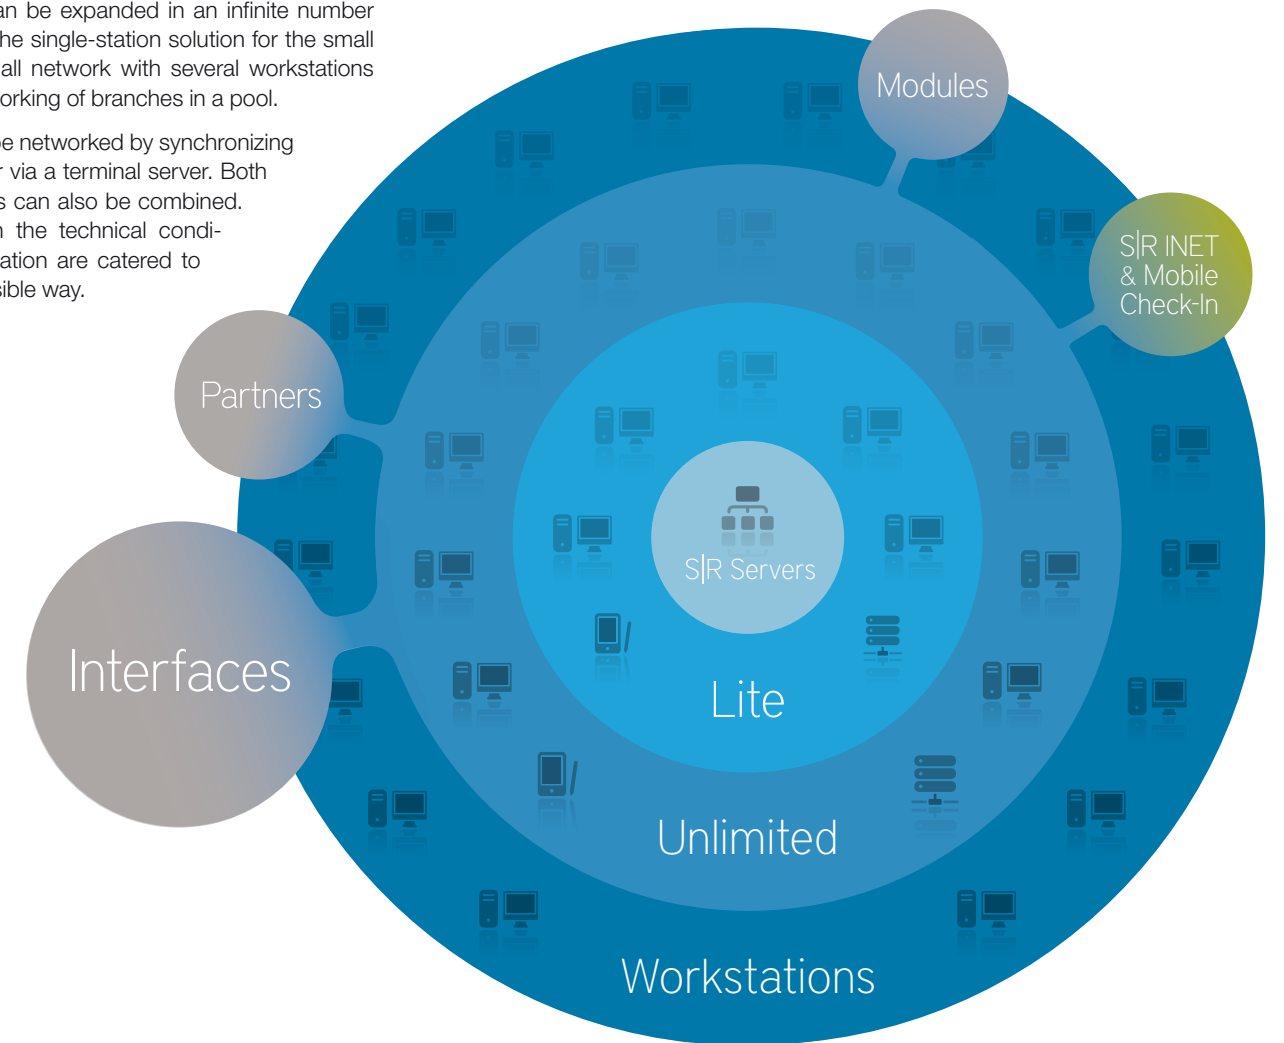 an be expanded in an infinite number
he single-station solution for the small
all network with several workstations
orking of branches in a pool.
be networked by synchronizing
r via a terminal server. Both
s can also be combined.
n the technical condi-
ation are catered to
sible way.
Modules
S|R INET
& Mobile
Check-In
Partners
Interfaces
S|R Servers
Lite
Unlimited
Workstations